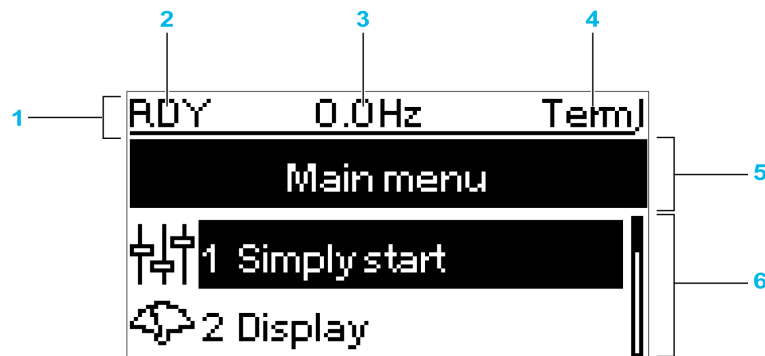 2 3 4
1 RDY 0.0Hz Term
Main menu 5
1 Simply start
6
2 Display